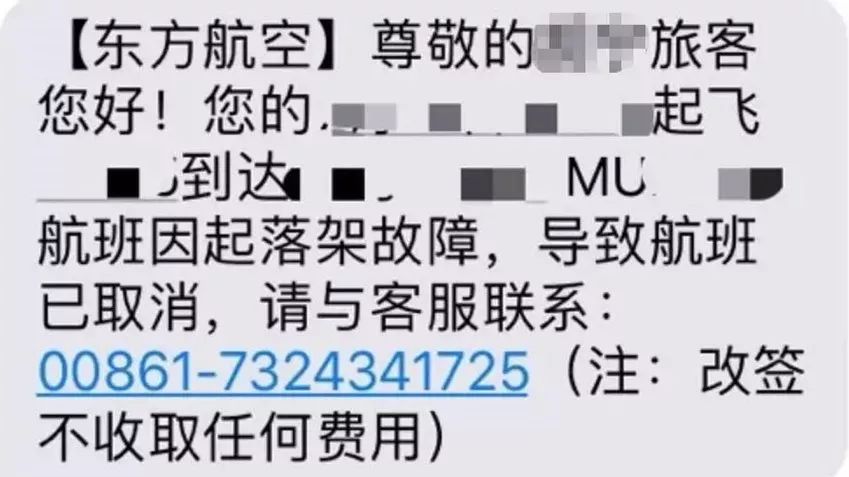 【东方航空】尊敬的旅客
您好！您的起飞
到达 MU
航班因起落架故障，导致航班
已取消，请与客服联系：
00861-7324341725（注：改签
不收取任何费用）